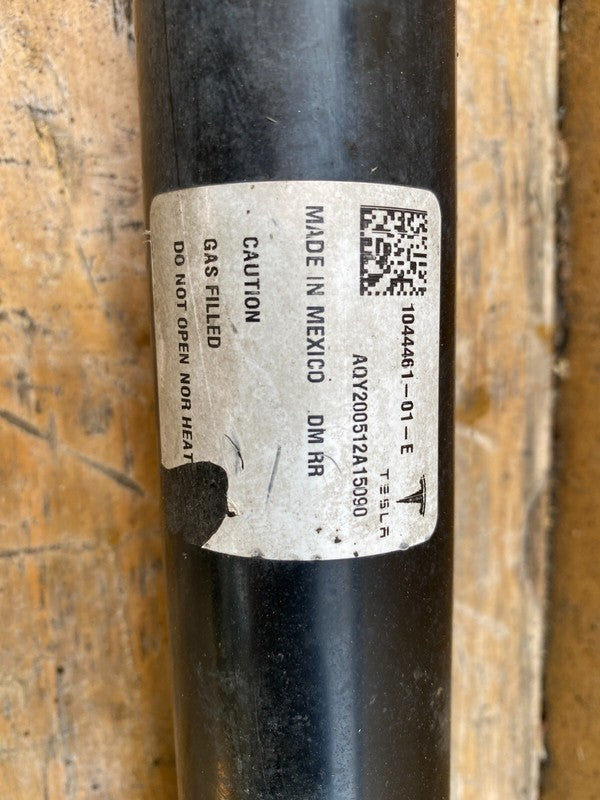 1044461-01-E
TESLA
AQY200512A15090
MADE IN MEXICO DM RR
CAUTION
GAS FILLED
DO NOT OPEN NOR HEAT